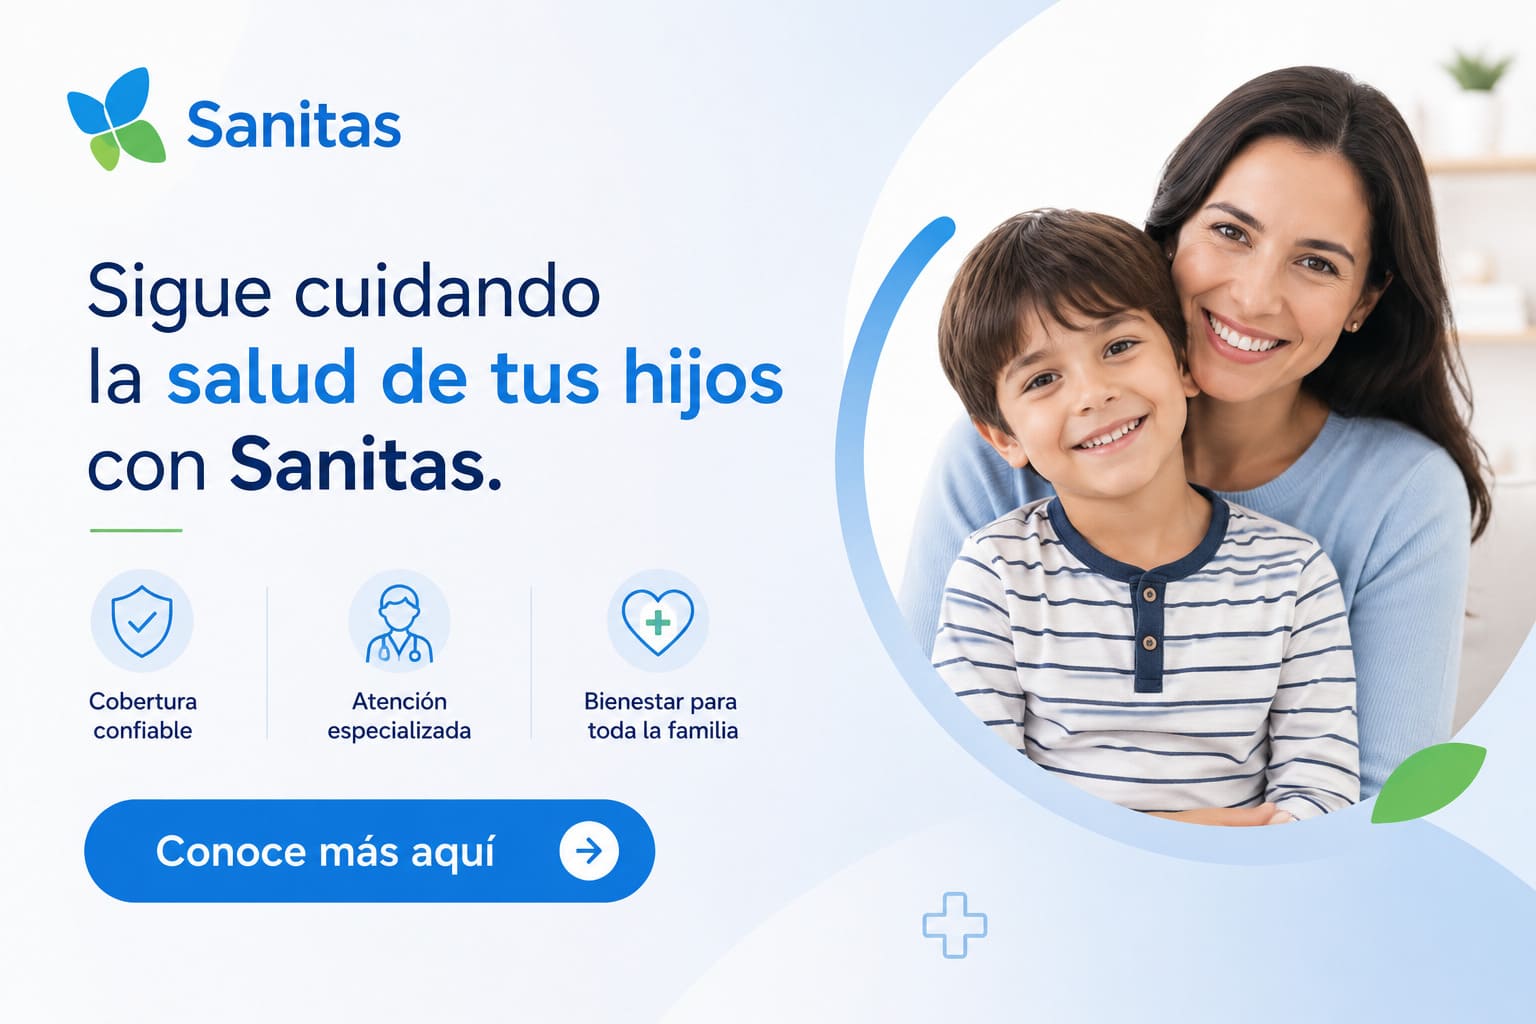 Sanitas
Sigue cuidando
la salud de tus hijos
con Sanitas.
Cobertura
confiable
Atención
especializada
Bienestar para
toda la familia
Conoce más aquí